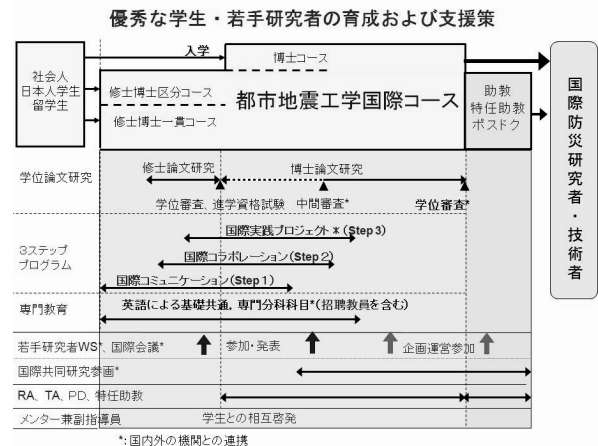 優秀な学生・若手研究者の育成および支援策
入学
博士コース
社会人
日本人学生
留学生
修士博士区分コース
都市地震工学国際コース
修士博士一貫コース
助教
特任助教
ポスドク
国際防災研究者・技術者
学位論文研究
修士論文研究
博士論文研究
学位審査、進学資格試験
中間審査*
学位審査*
3ステップ
プログラム
国際実践プロジェクト*(Step 3)
国際コラボレーション(Step 2)
国際コミュニケーション(Step 1)
専門教育
英語による基礎共通，専門分科科目*(招聘教員を含む)
若手研究者WS*、国際会議*
参加・発表
企画運営参加
国際共同研究参画*
RA、TA、PD、特任助教
メンター兼副指導員
学生との相互啓発
*:国内外の機関との連携